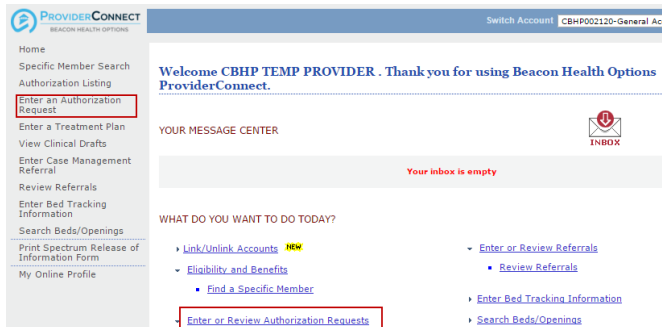 PROVIDERCONNECT
BEACON HEALTH OPTIONS
Switch Account CBHP002120-General Ac
Home
Specific Member Search
Authorization Listing
Enter an Authorization
Request
Enter a Treatment Plan
View Clinical Drafts
Enter Case Management
Referral
Review Referrals
Enter Bed Tracking
Information
Search Beds/Openings
Print Spectrum Release of
Information Form
My Online Profile
Welcome CBHP TEMP PROVIDER . Thank you for using Beacon Health Options
ProviderConnect.
YOUR MESSAGE CENTER
INBOX
Your inbox is empty
WHAT DO YOU WANT TO DO TODAY?
Link/Unlink Accounts NEW
Eligibility and Benefits
Find a Specific Member
Enter or Review Authorization Requests
Enter or Review Referrals
Review Referrals
Enter Bed Tracking Information
Search Beds/Openings